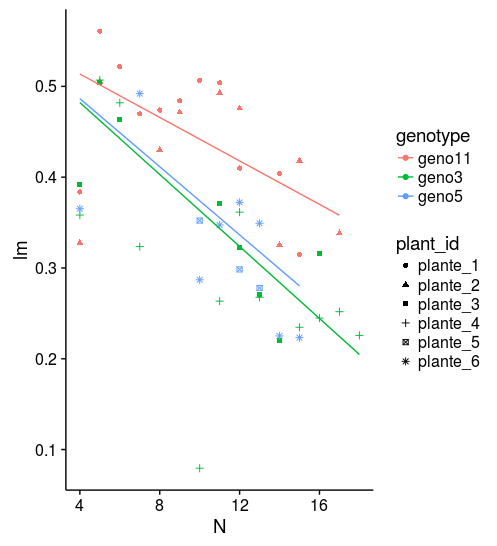 0.5
0.4
0.3
0.2
0.1
lm
4
8
12
16
N
genotype
geno11
geno3
geno5
plant_id
plante_1
plante_2
plante_3
plante_4
plante_5
plante_6